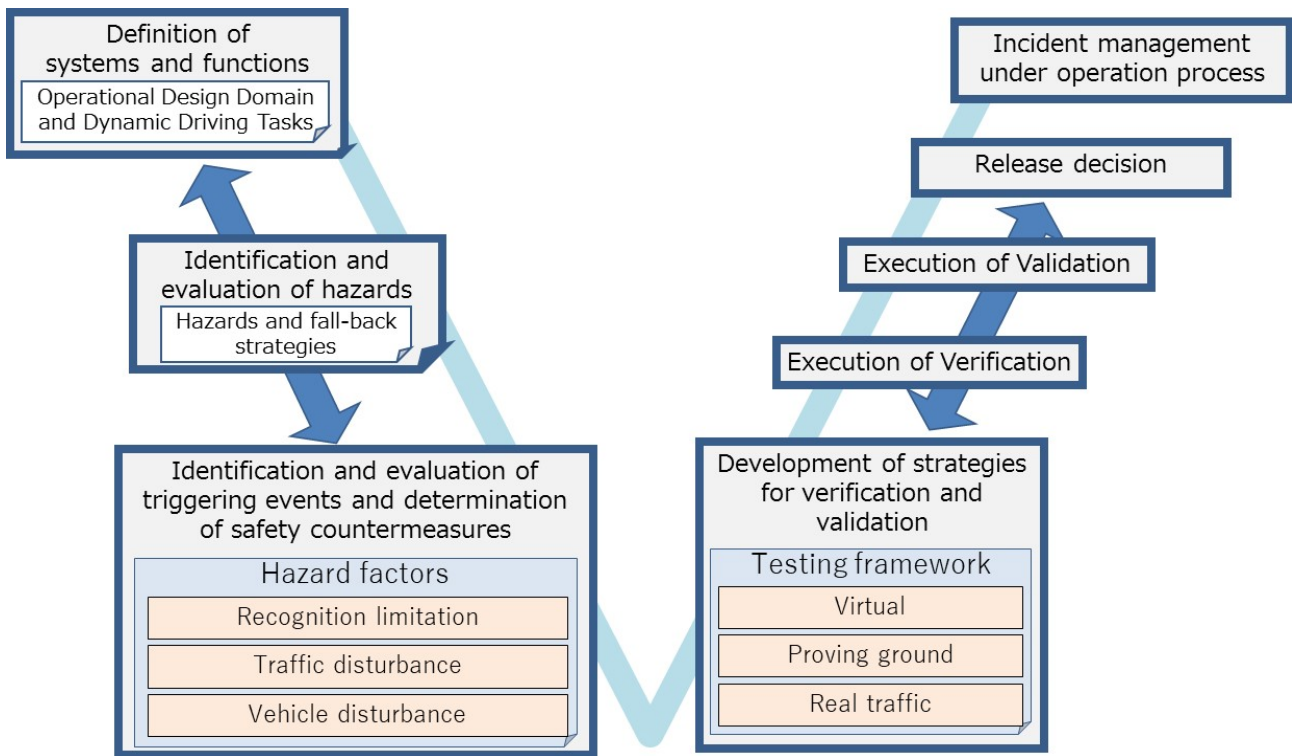 Definition of
systems and functions
Operational Design Domain
and Dynamic Driving Tasks
Identification and
evaluation of hazards
Hazards and fall-back
strategies
Identification and evaluation of
triggering events and determination
of safety countermeasures
Hazard factors
Recognition limitation
Traffic disturbance
Vehicle disturbance
Incident management
under operation process
Release decision
Execution of Validation
Execution of Verification
Development of strategies
for verification and
validation
Testing framework
Virtual
Proving ground
Real traffic